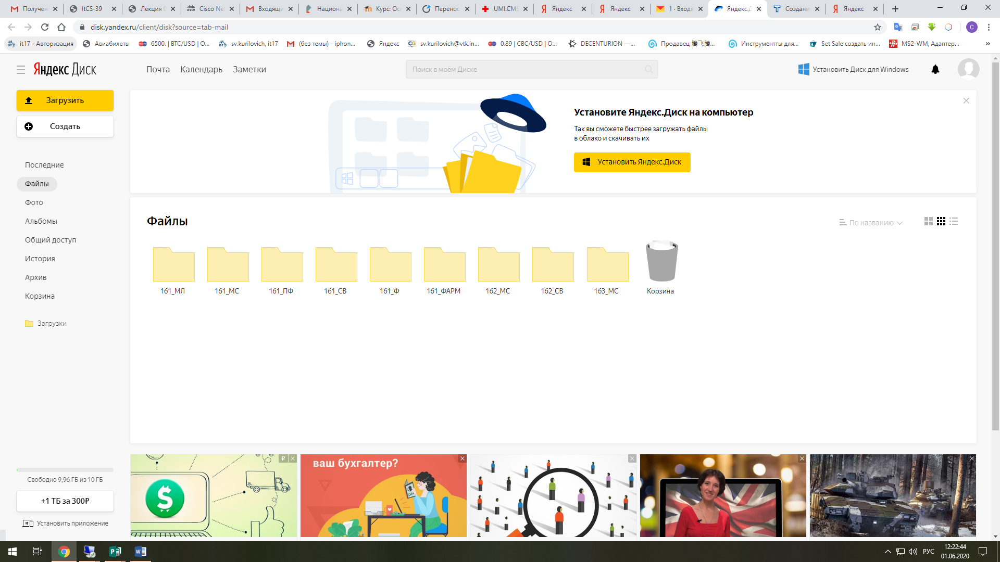 Получен
ItCS-39
Лекция 0
Cisco Net
Входящи
Национа
Курс: Ос
Перенос
UMI.CMS
Яндекс
Яндекс
1 · Входя
Яндекс.Д
Создани
Яндекс
disk.yandex.ru/client/disk?source=tab-mail
C
it17 - Авторизация
Авиабилеты
6500. | BTC/USD | O...
sv.kurilovich, it17
(без темы) - iphon...
Яндекс
sv.kurilovich@vtk.in...
0.89 | CBC/USD | O...
DECENTURION —...
Продавец 腾飞腾...
Инструментты для...
Set Sale создать ин...
MS2-WM, Адаптер...
»
Яндекс Диск
Почта
Календарь
Заметки
Поиск в моём Диске
Установить Диск для Windows
Загрузить
Создать
Последние
Файлы
Фото
Альбомы
Общий доступ
История
Архив
Корзина
Загрузки
Установите Яндекс.Диск на компьютер
Так вы сможете быстрее загружать файлы
в облако и скачивать их
Установить Яндекс.Диск
Файлы
По названию
161_МЛ
161_МС
161_ПФ
161_СВ
161_Ф
161_ФАРМ
162_МС
162_СВ
163_МС
Корзина
ваш бухгалтер?
Свободно 9,96 ГБ из 10 ГБ
+1 ТБ за 300₽
Установить приложение
РУС
12:22:44
01.06.2020